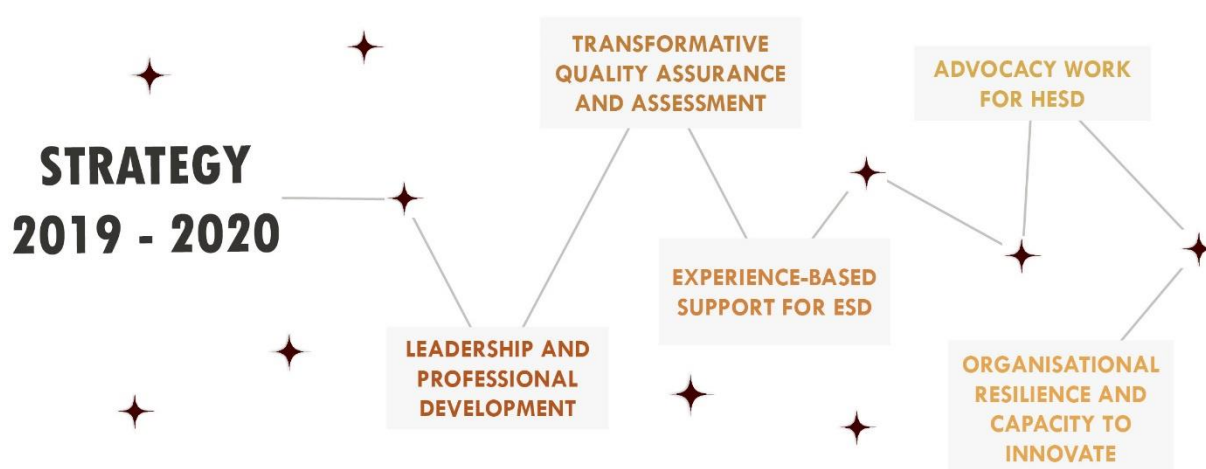 STRATEGY
2019 - 2020
LEADERSHIP AND
PROFESSIONAL
DEVELOPMENT
TRANSFORMATIVE
QUALITY ASSURANCE
AND ASSESSMENT
EXPERIENCE-BASED
SUPPORT FOR ESD
ADVOCACY WORK
FOR HESD
ORGANISATIONAL
RESILIENCE AND
CAPACITY TO
INNOVATE